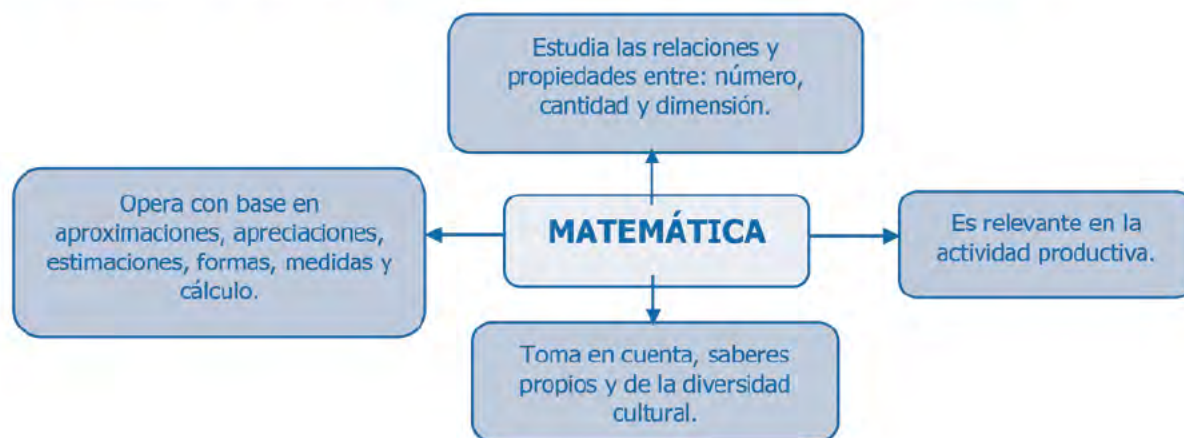 Estudia las relaciones y
propiedades entre: número,
cantidad y dimensión.
Opera con base en
aproximaciones, apreciaciones,
estimaciones, formas, medidas y
cálculo.
MATEMÁTICA
Es relevante en la
actividad productiva.
Toma en cuenta, saberes
propios y de la diversidad
cultural.